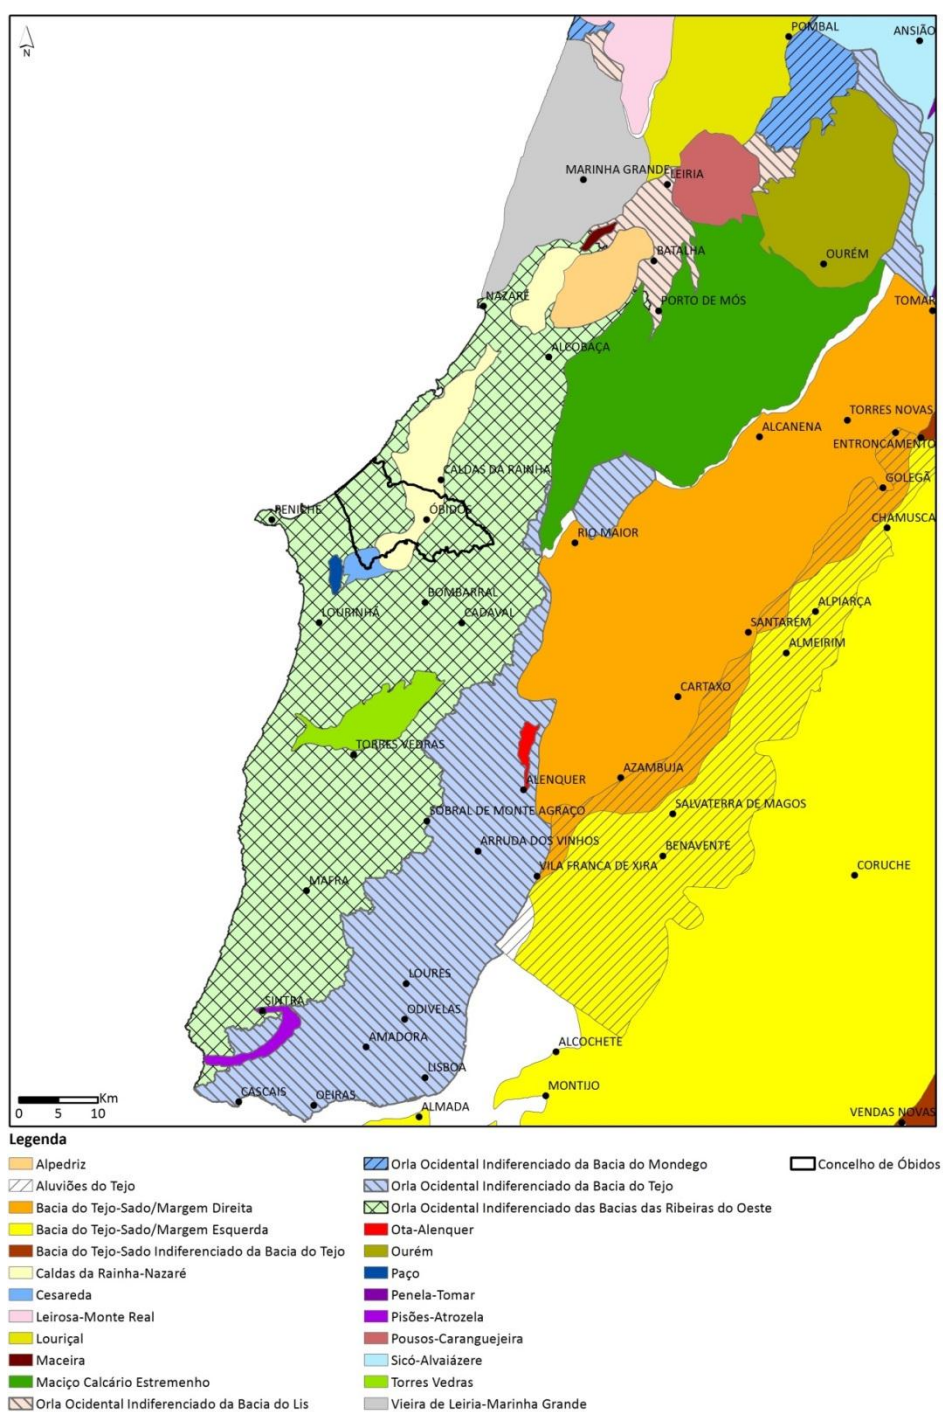 POMBAL
ANSIÃO
N
MARINHA GRANDE
LEIRIA
BATALHA
OURÉM
NAZARÉ
PORTO DE MÓS
TOMAR
ALCOBAÇA
TORRES NOVAS
ALCANENA
ENTRONCAMENTO
CALDAS DA RAINHA
GOLEGÃ
PENICHE
ÓBIDOS
CHAMUSCA
RIO MAIOR
BOMBARRAL
LOURINHÃ
CADAVAL
ALPIARÇA
SANTARÉM
ALMEIRIM
CARTAXO
TORRES VEDRAS
AZAMBUJA
ALENQUER
SALVATERRA DE MAGOS
SOBRAL DE MONTE AGRAÇO
ARRUDA DOS VINHOS
BENAVENTE
VILA FRANCA DE XIRA
CORUCHE
MAFRA
LOURES
SINTRA
ODIVELAS
AMADORA
ALCOCHETE
LISBOA
MONTIJO
CASCAIS
OEIRAS
ALMADA
VENDAS NOVAS
Km
0 5 10
Legenda
Alpedriz
Aluviões do Tejo
Bacia do Tejo-Sado/Margem Direita
Bacia do Tejo-Sado/Margem Esquerda
Bacia do Tejo-Sado Indiferenciado da Bacia do Tejo
Caldas da Rainha-Nazaré
Cesareda
Leirosa-Monte Real
Louriçal
Maceira
Maciço Calcário Estremenho
Orla Ocidental Indiferenciado da Bacia do Lis
Orla Ocidental Indiferenciado da Bacia do Mondego
Orla Ocidental Indiferenciado da Bacia do Tejo
Orla Ocidental Indiferenciado das Bacias das Ribeiras do Oeste
Ota-Alenquer
Ourém
Paço
Penela-Tomar
Pisões-Atrozela
Pousos-Caranguejeira
Sicó-Alvaiázere
Torres Vedras
Vieira de Leiria-Marinha Grande
Concelho de Óbidos